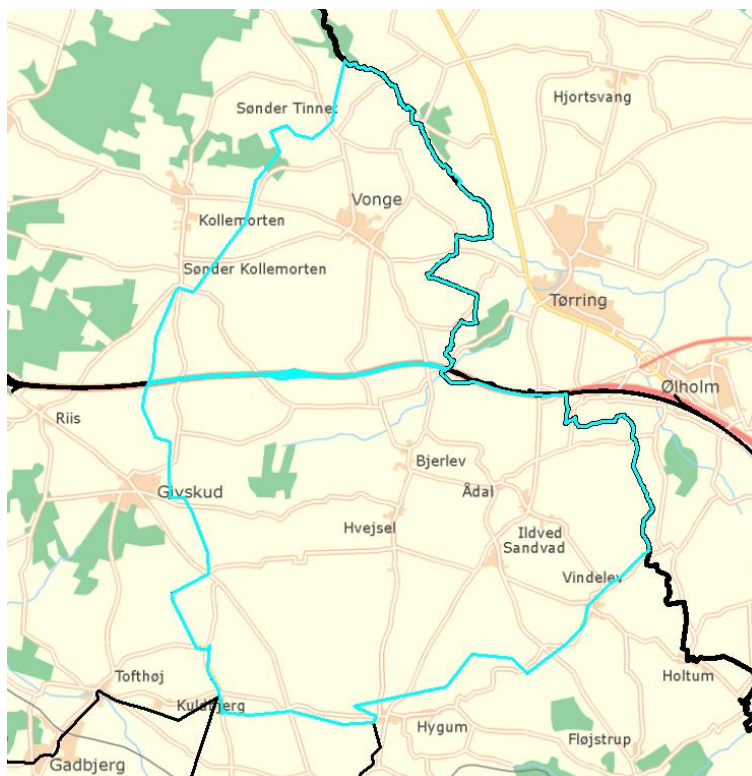 Hjortsvang
Sønder Tinnet
Vonge
Kollemorten
Sønder Kollemorten
Tørring
Ølholm
Riis
Bjerlev
Givskud
Ådal
Hvejsel
Ildved
Sandvad
Vindelev
Tofthøj
Holtum
Kuldbjerg
Hygum
Fløjstrup
Gadbjerg